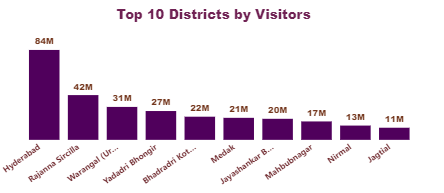 Top 10 Districts by Visitors
84M
42M
31M
27M
22M
21M
20M
17M
13M
11M
Hyderabad
Rajanna Sircilla
Warangal (Ur...
Yadadri Bhongir
Bhadradri Kot...
Medak
Jayashankar B...
Mahbubnagar
Nirmal
Jagtial